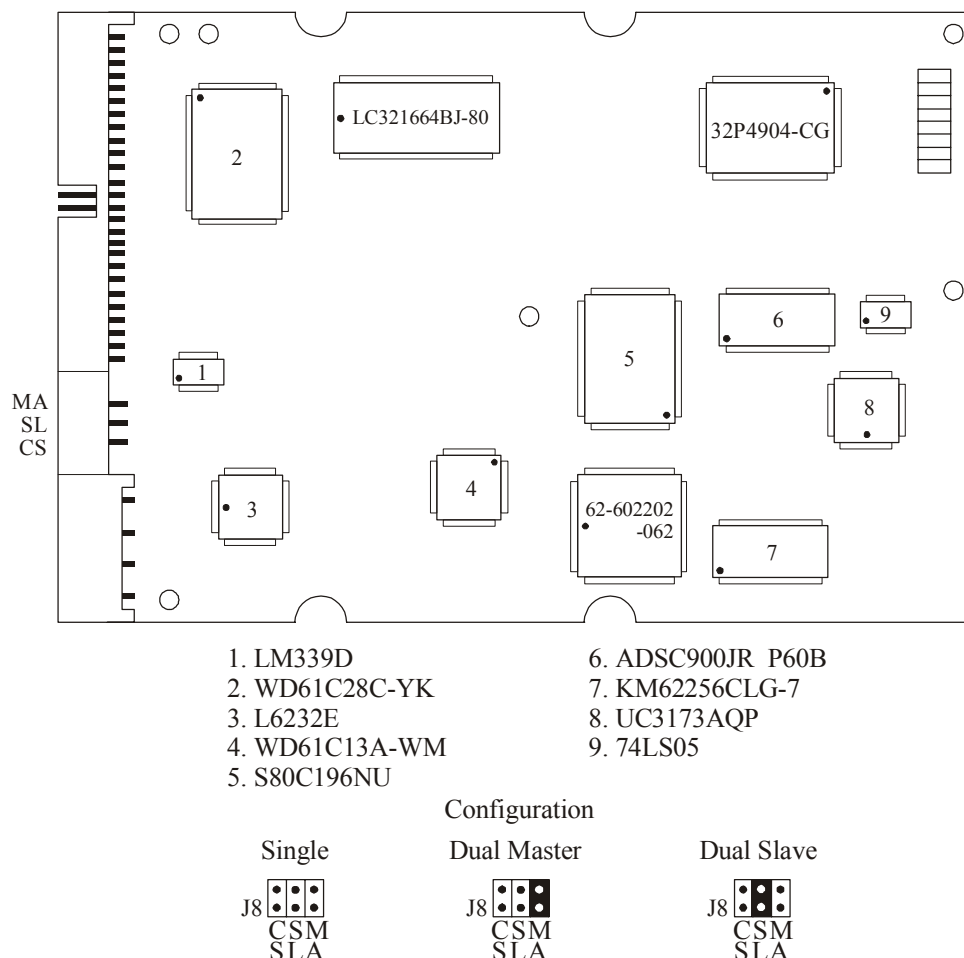 2
LC321664BJ-80
32P4904-CG
1
MA
SL
CS
3
4
5
6
9
8
62-602202
-062
7
1. LM339D
2. WD61C28C-YK
3. L6232E
4. WD61C13A-WM
5. S80C196NU
6. ADSC900JR P60B
7. KM62256CLG-7
8. UC3173AQP
9. 74LS05
Configuration
Single
J8
CSM
SLA
Dual Master
J8
CSM
SLA
Dual Slave
J8
CSM
SLA